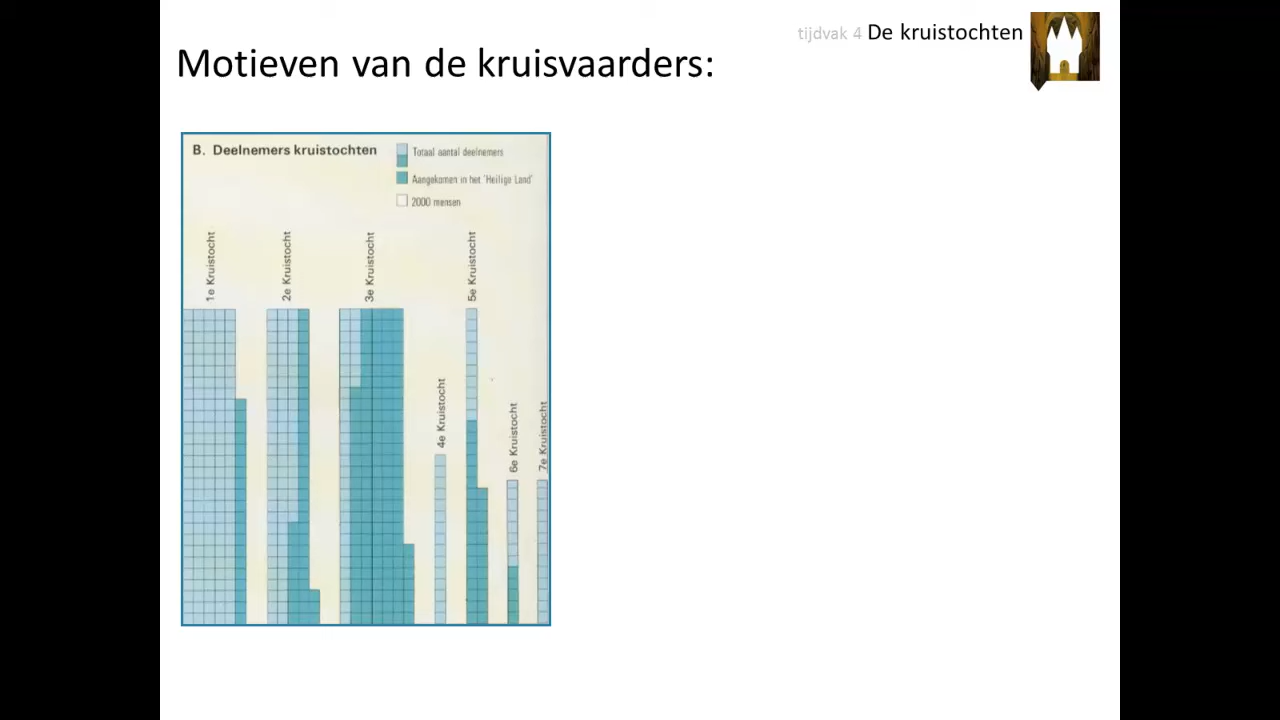 tijdvak 4 De kruistochten
Motieven van de kruisvaarders:
B. Deelnemers kruistochten
Totaal aantal deelnemers
Aangekomen in het 'Heilige Land'
2000 mensen
1e Kruistocht
2e Kruistocht
3e Kruistocht
4e Kruistocht
5e Kruistocht
6e Kruistocht
7e Kruistocht